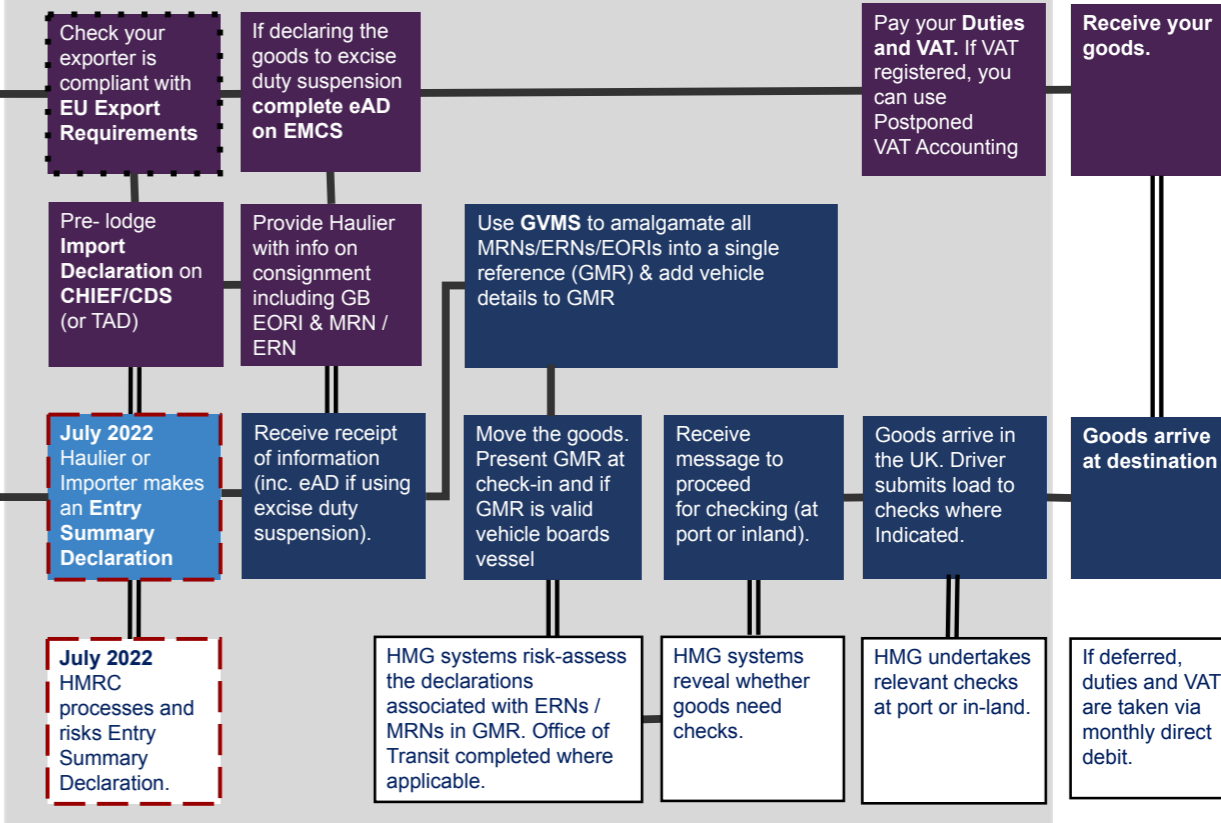 Check your
exporter is
compliant with
EU Export
Requirements
If declaring the
goods to excise
duty suspension
complete eAD
on EMCS
Pay your Duties
and VAT. If VAT
registered, you
can use
Postponed
VAT Accounting
Receive your
goods.
Pre- lodge
Import
Declaration on
CHIEF/CDS
(or TAD)
Provide Haulier
with info on
consignment
including GB
EORI & MRN /
ERN
Use GVMS to amalgamate all
MRNs/ERNs/EORIs into a single
reference (GMR) & add vehicle
details to GMR
July 2022
Haulier or
Importer makes
an Entry
Summary
Declaration
Receive receipt
of information
(inc. eAD if using
excise duty
suspension).
Move the goods.
Present GMR at
check-in and if
GMR is valid
vehicle boards
vessel
Receive
message to
proceed
for checking (at
port or inland).
Goods arrive in
the UK. Driver
submits load to
checks where
Indicated.
Goods arrive
at destination
July 2022
HMRC
processes and
risks Entry
Summary
Declaration.
HMG systems risk-assess
the declarations
associated with ERNs /
MRNs in GMR. Office of
Transit completed where
applicable.
HMG systems
reveal whether
goods need
checks.
HMG undertakes
relevant checks
at port or in-land.
If deferred,
duties and VAT
are taken via
monthly direct
debit.